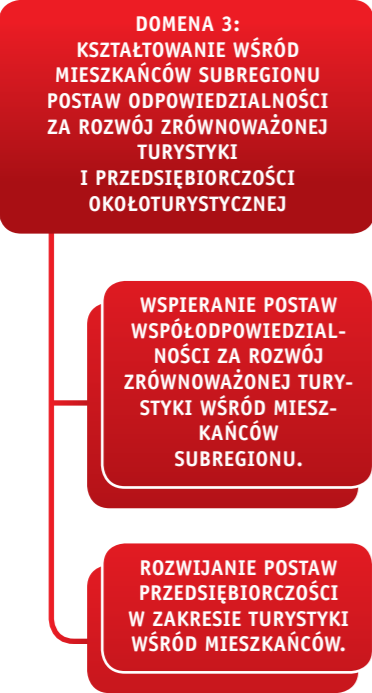 DOMENA 3:
KSZTAŁTOWANIE WŚRÓD
MIESZKAŃCÓW SUBREGIONU
POSTAW ODPOWIEDZIALNOŚCI
ZA ROZWÓJ ZRÓWNOWAŻONEJ
TURYSTYKI
I PRZEDSIĘBIORCZOŚCI
OKOŁOTURYSTYCZNEJ
WSPIERANIE POSTAW
WSPÓŁODPOWIEDZIAL-
NOŚCI ZA ROZWÓJ
ZRÓWNOWAŻONEJ TURY-
STYKI WŚRÓD MIESZ-
KAŃCÓW
SUBREGIONU.
ROZWIJANIE POSTAW
PRZEDSIĘBIORCZOŚCI
W ZAKRESIE TURYSTYKI
WŚRÓD MIESZKAŃCÓW.